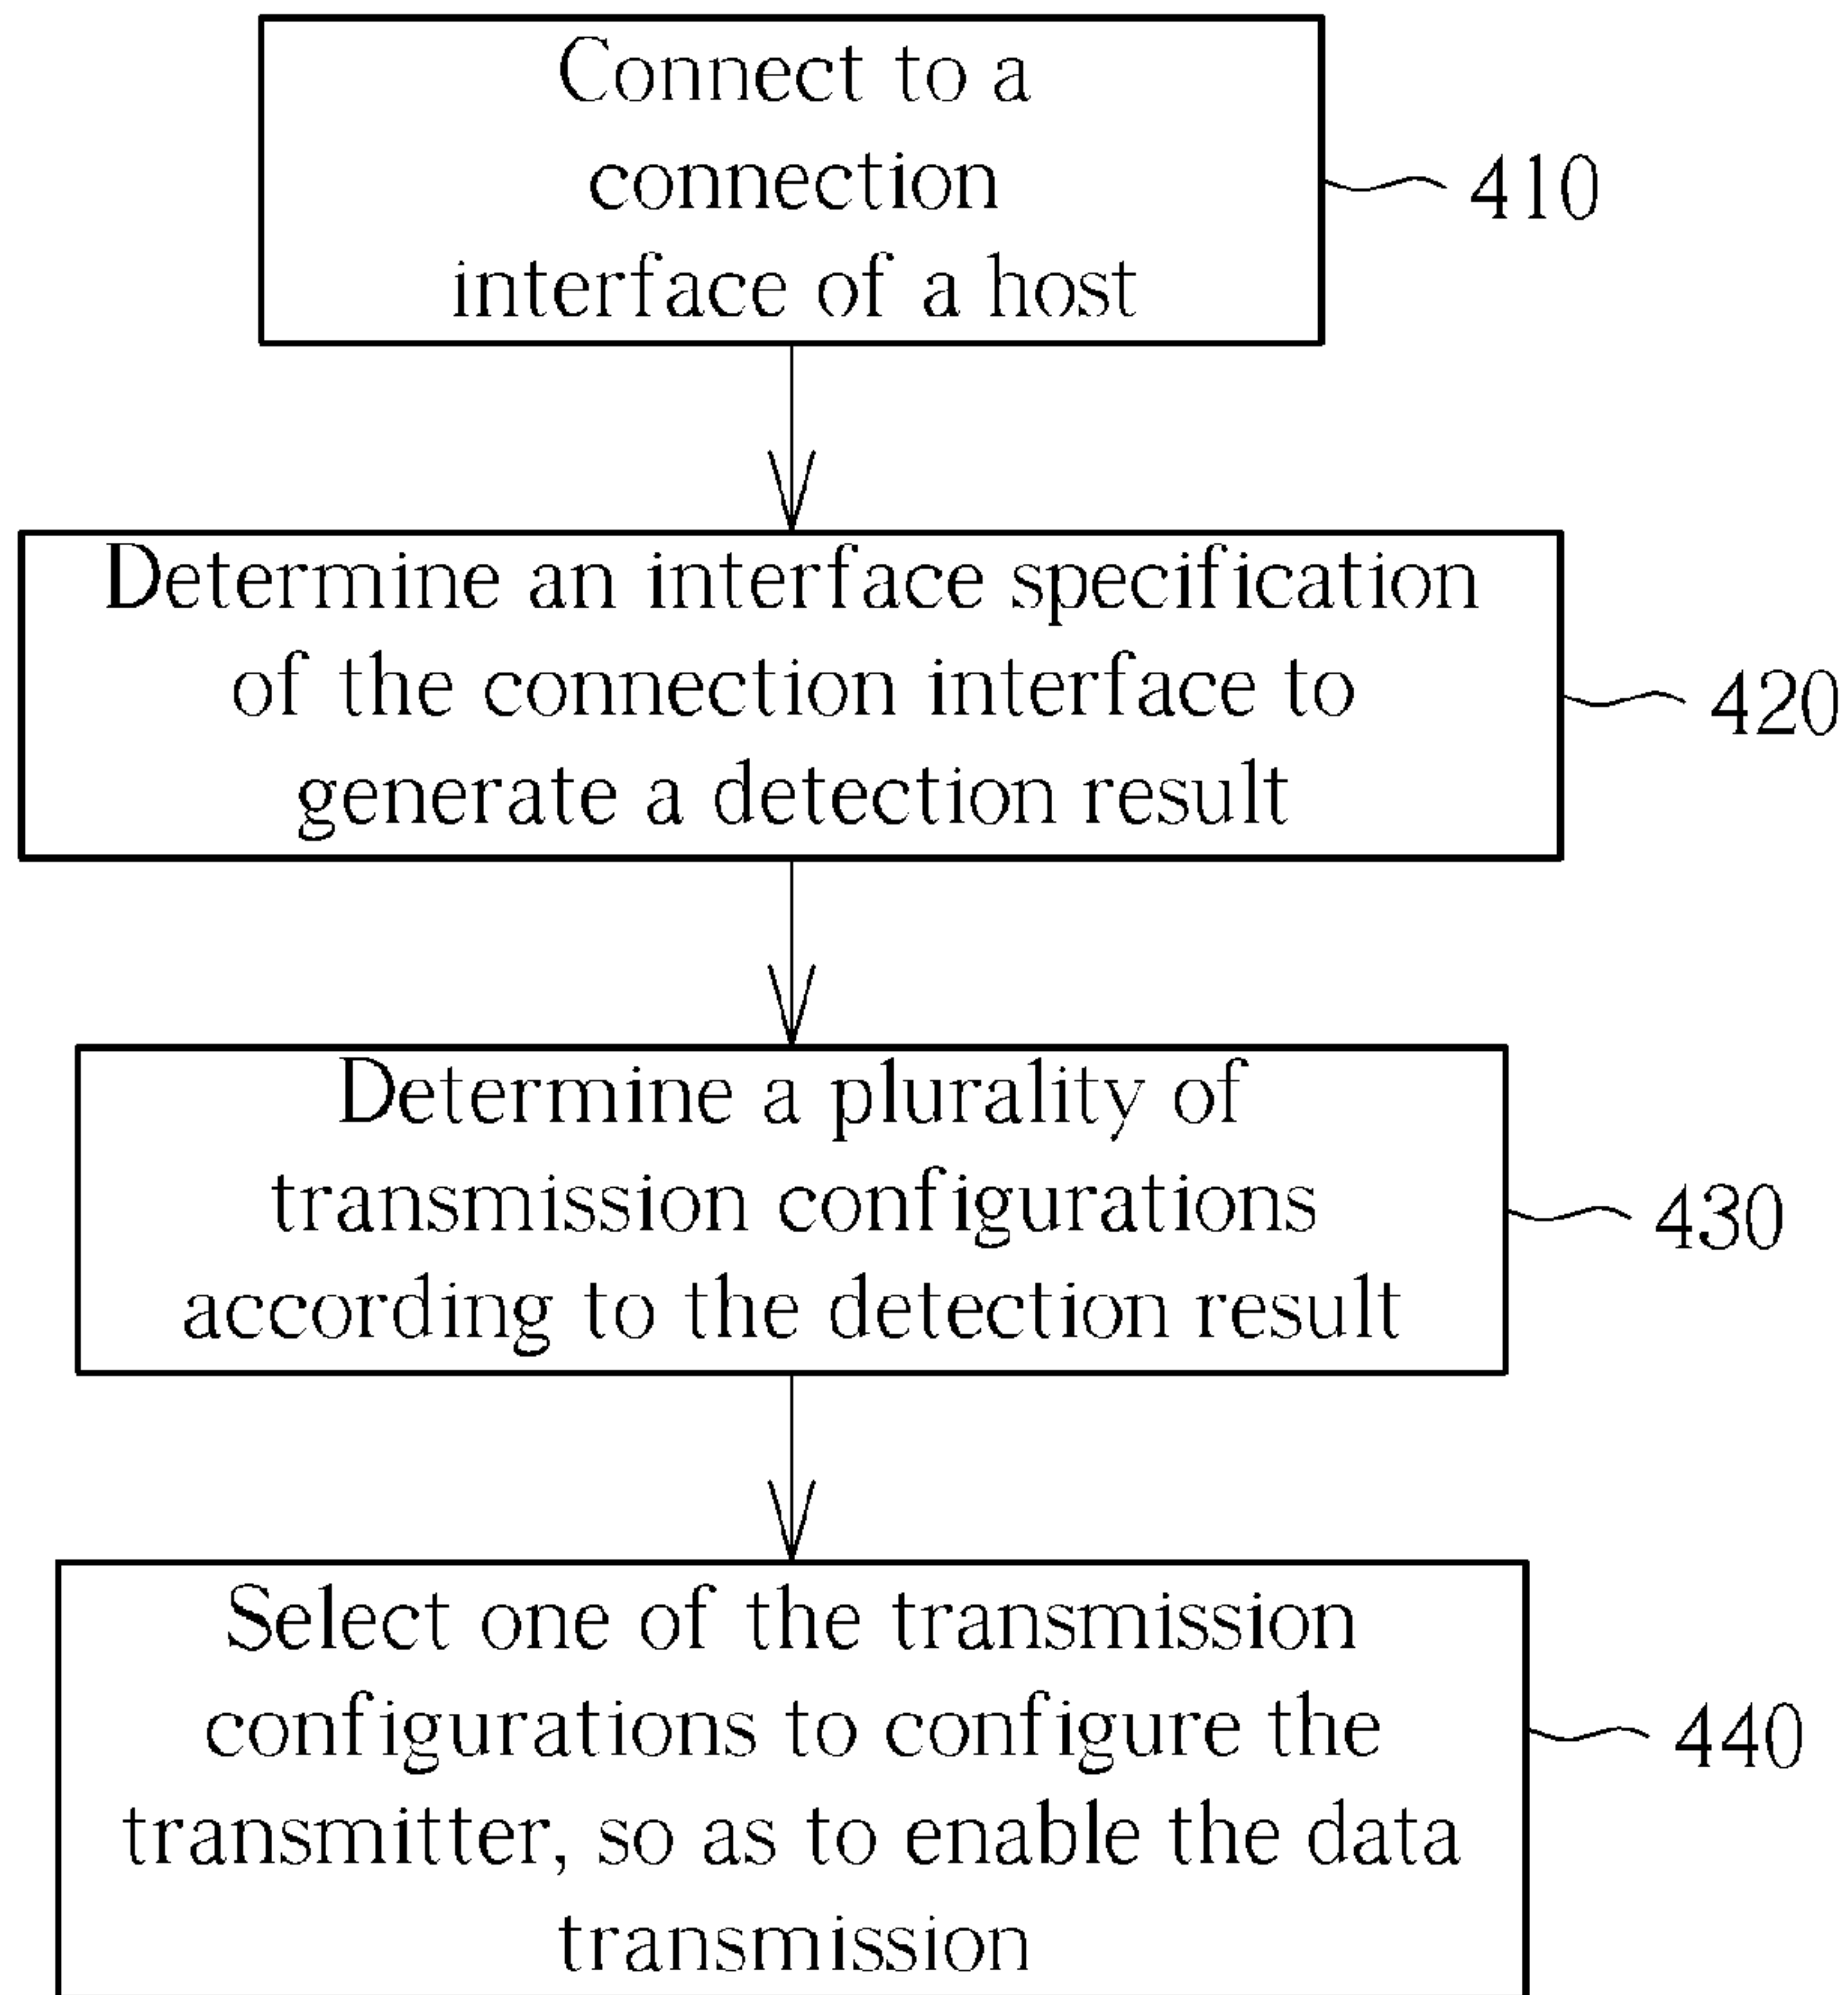 Connect to a
connection
interface of a host
410
Determine an interface specification
of the connection interface to
generate a detection result
420
Determine a plurality of
transmission configurations
according to the detection result
430
Select one of the transmission
configurations to configure the
transmitter, so as to enable the data
transmission
440